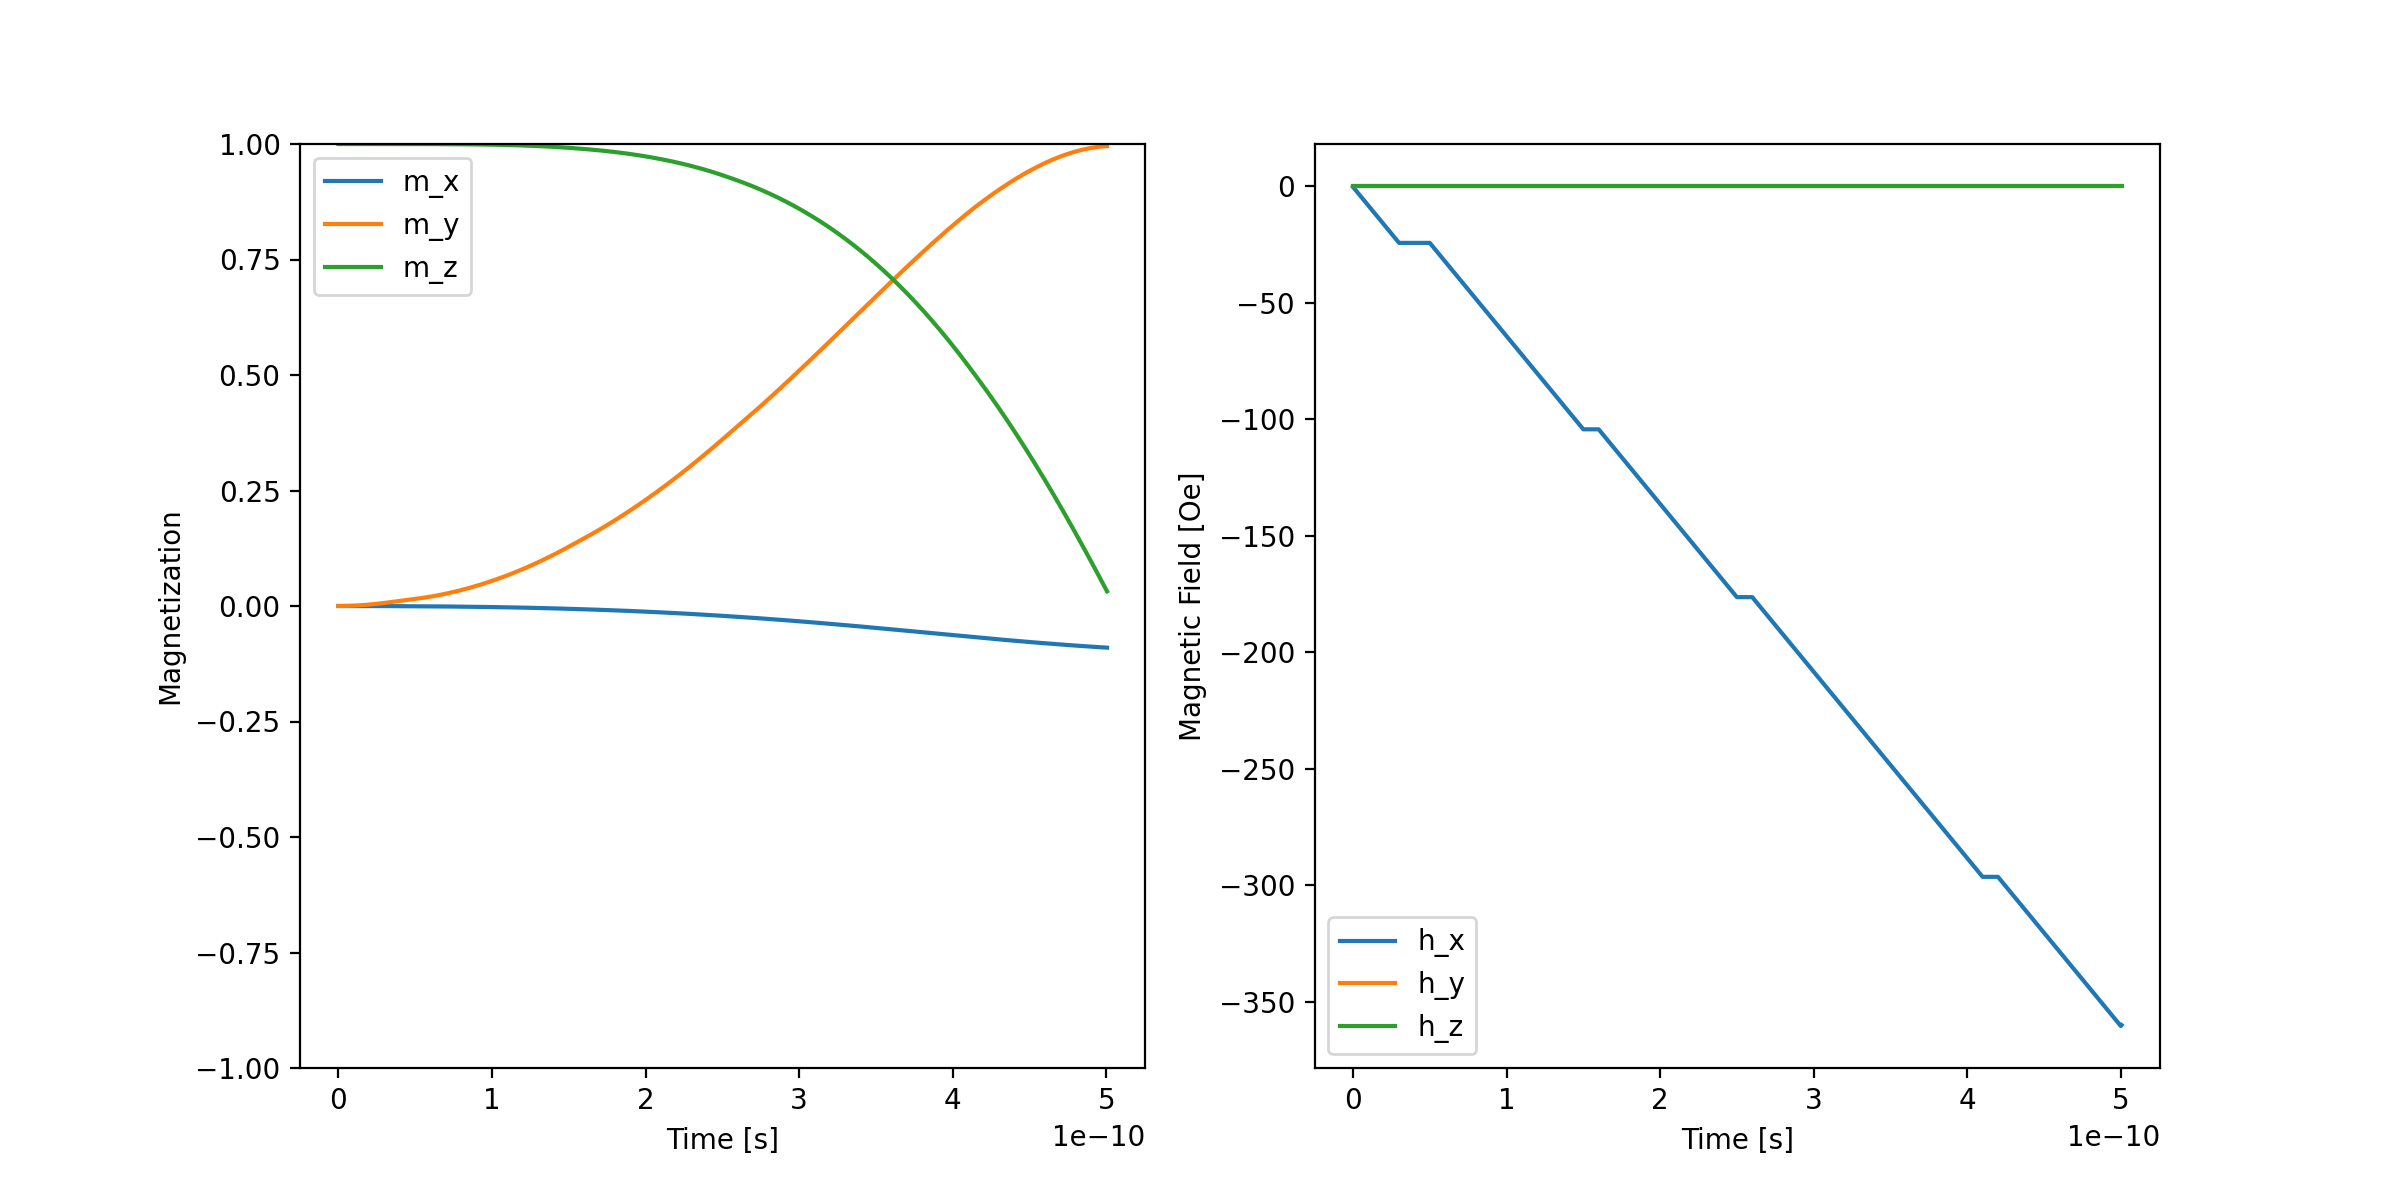 1.00
0.75
0.50
0.25
0.00
−0.25
−0.50
−0.75
−1.00
Magnetization
m_x
m_y
m_z
0 1 2 3 4 5
1e−10
Time [s]
0
−50
−100
−150
−200
−250
−300
−350
Magnetic Field [Oe]
h_x
h_y
h_z
0 1 2 3 4 5
1e−10
Time [s]